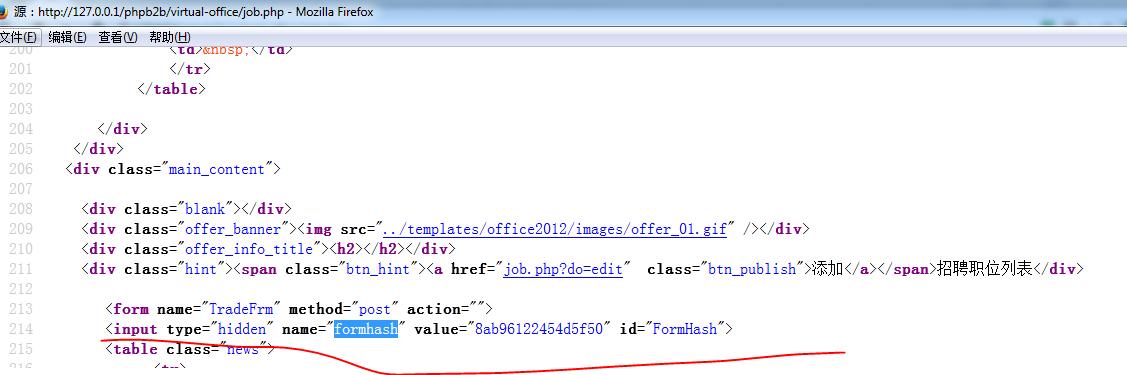 源：http://127.0.0.1/phpb2b/virtual-office/job.php - Mozilla Firefox
文件(F) 编辑(E) 查看(V) 帮助(H)
200 <td>&nbsp;</td>
201 </tr>
202 </table>
203
204 </div>
205 </div>
206 <div class="main_content">
207
208 <div class="blank"></div>
209 <div class="offer_banner"><img src="../templates/office2012/images/offer_01.gif" /></div>
210 <div class="offer_info_title"><h2></h2></div>
211 <div class="hint"><span class="btn_hint"><a href="job.php?do=edit"  class="btn_publish">添加</a></span>招聘职位列表</div>
212
213 <form name="TradeFrm" method="post" action="">
214 <input type="hidden" name="formhash" value="8ab96122454d5f50" id="FormHash">
215 <table class="news">
216 <tr>